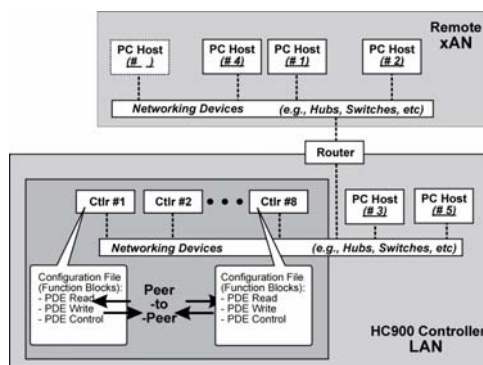 Remote
xAN
PC Host
(#   )
PC Host
(# 4)
PC Host
(# 1)
PC Host
(# 2)
Networking Devices (e.g., Hubs, Switches, etc)
Router
Ctlr #1
Ctlr #2
• • •
Ctlr #8
PC Host
(# 3)
PC Host
(# 5)
Networking Devices (e.g., Hubs, Switches, etc)
Configuration File
(Function Blocks):
- PDE Read
- PDE Write
- PDE Control
Peer
-to
-Peer
Configuration File
(Function Blocks):
- PDE Read
- PDE Write
- PDE Control
HC900 Controller
LAN